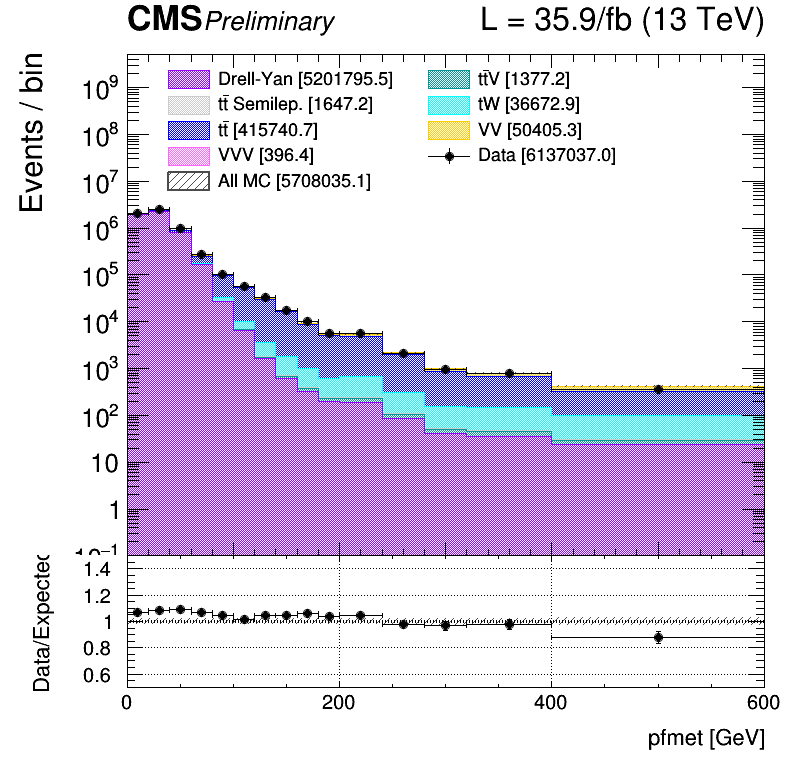 CMS Preliminary L = 35.9/fb (13 TeV)
Events / bin
Drell-Yan [5201795.5]
tt̄ Semilep. [1647.2]
tt̄ [415740.7]
VVV [396.4]
All MC [5708035.1]
tt̄V [1377.2]
tW [36672.9]
VV [50405.3]
Data [6137037.0]
10⁹
10⁸
10⁷
10⁶
10⁵
10⁴
10³
10²
10
1
10⁻¹
Data/Expected
1.4
1.2
1
0.8
0.6
0 200 400 600
pfmet [GeV]